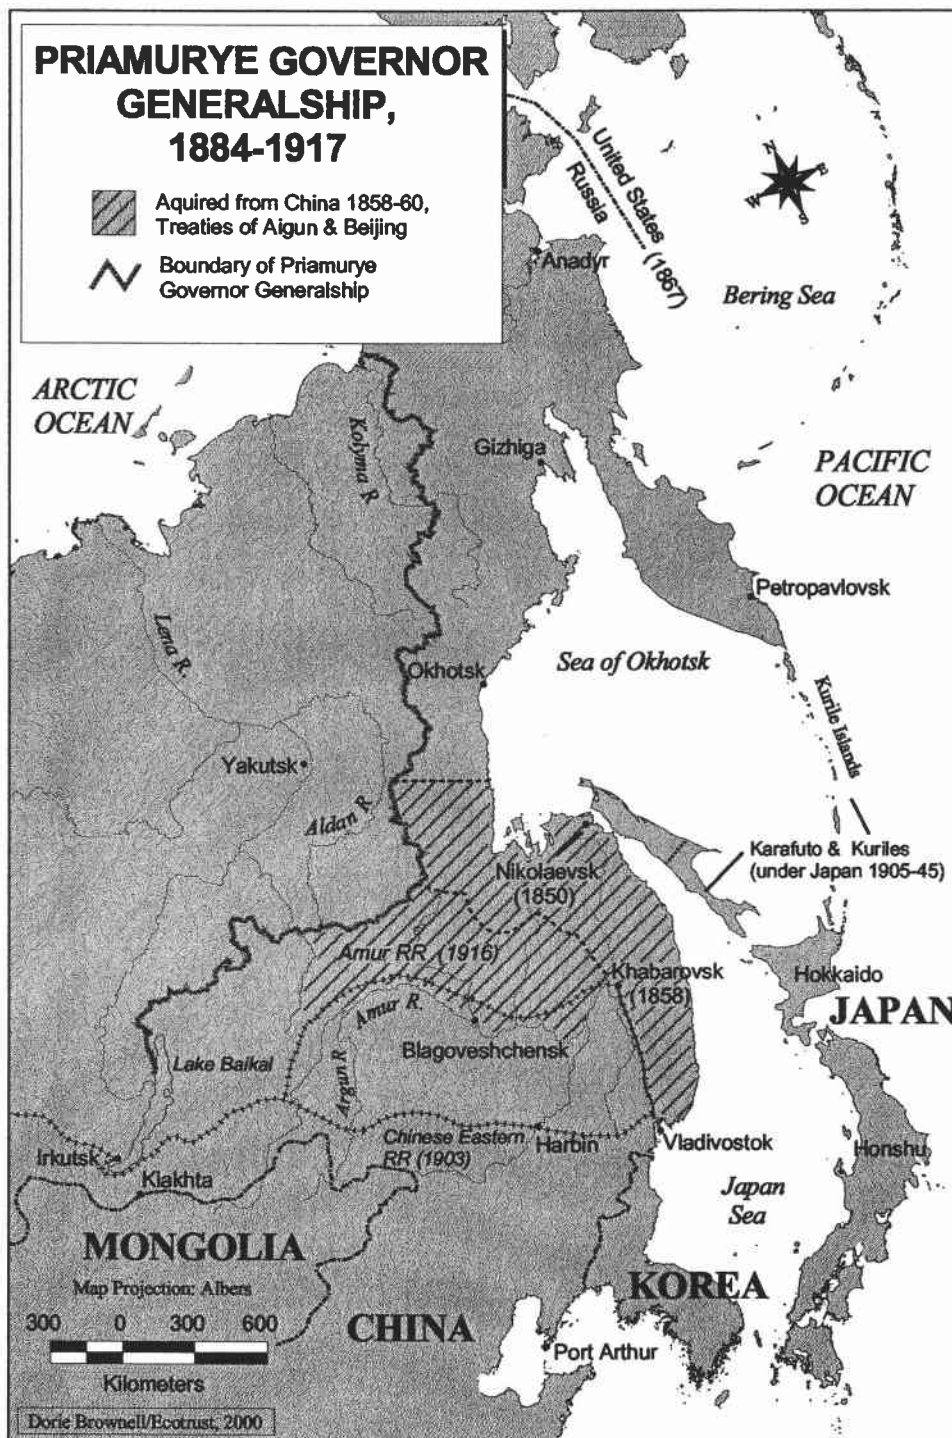 PRIAMURYE GOVERNOR
GENERALSHIP,
1884-1917
Aquired from China 1858-60,
Treaties of Aigun & Beijing
Boundary of Priamurye
Governor Generalship
United States
Russia
(1867)
N
E
W
S
Anadyr
Bering Sea
ARCTIC
OCEAN
Kolyma R.
Gizhiga
PACIFIC
OCEAN
Petropavlovsk
Lena R.
Okhotsk
Sea of Okhotsk
Kurile Islands
Yakutsk
Aldan R
Karafuto & Kuriles
(under Japan 1905-45)
Nikolaevsk
(1850)
Amur RR (1916)
Khabarovsk
(1858)
Hokkaido
JAPAN
Amur R.
Blagoveshchensk
Lake Baikal
Argun R
Chinese Eastern
RR (1903)
Harbin
Vladivostok
Honshu
Irkutsk
Kiakhta
Japan
Sea
MONGOLIA
Map Projection: Albers
KOREA
300 0 300 600
CHINA
Port Arthur
Kilometers
Dorie Brownell/Ecotrust, 2000